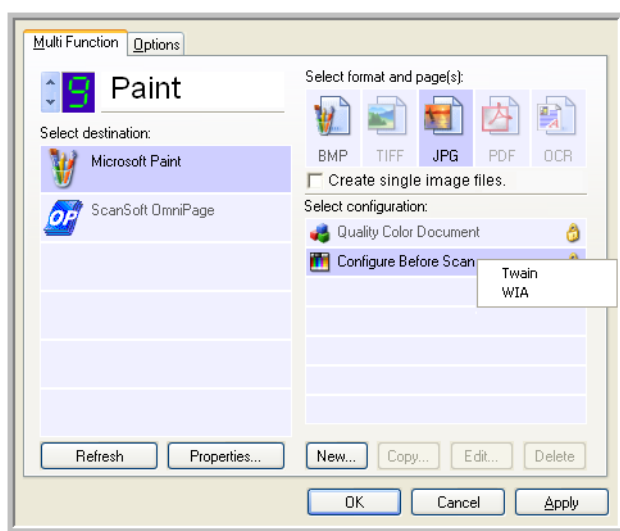 Multi Function
Options
9
Paint
Select destination:
Microsoft Paint
OP
ScanSoft OmniPage
Refresh
Properties...
Select format and page(s):
BMP
TIFF
JPG
PDF
OCR
Create single image files.
Select configuration:
Quality Color Document
Configure Before Scan
Twain
WIA
New...
Copy...
Edit...
Delete
OK
Cancel
Apply